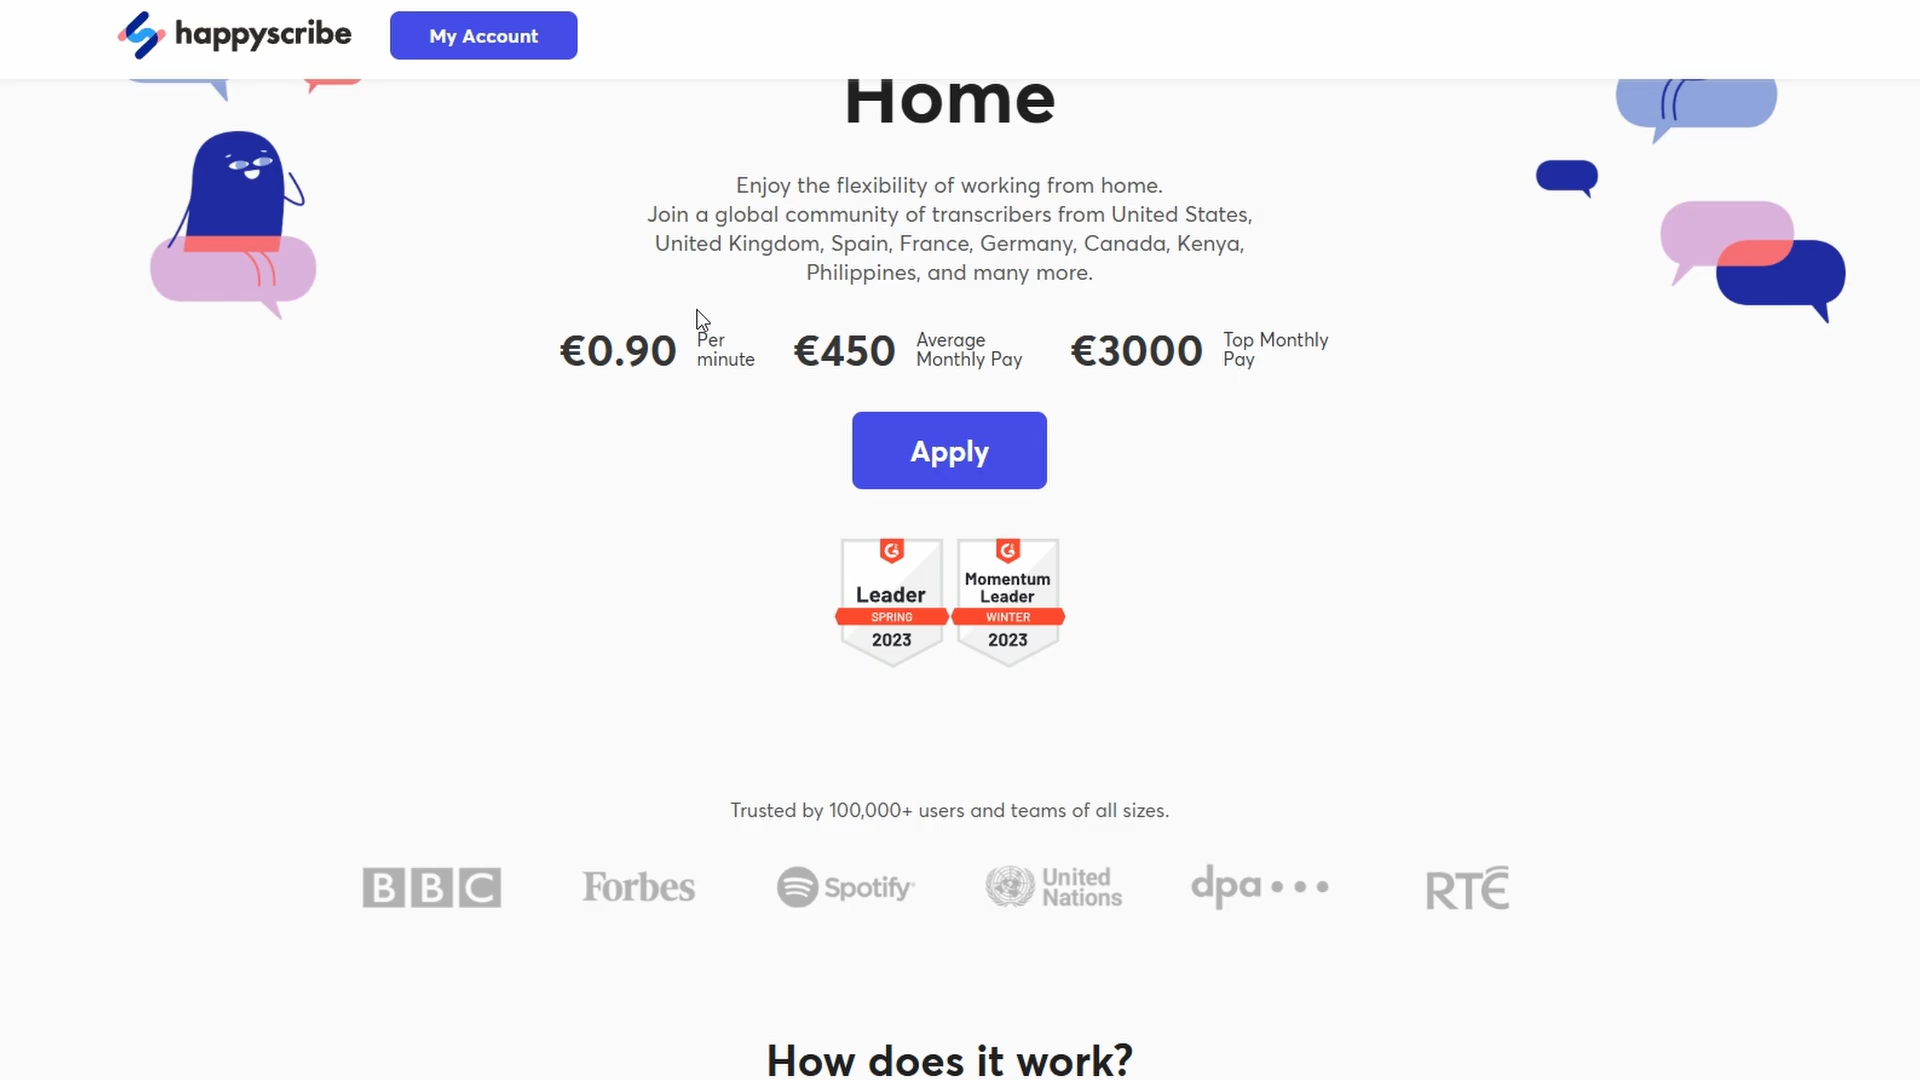 happyscribe
My Account
Home
Enjoy the flexibility of working from home.
Join a global community of transcribers from United States,
United Kingdom, Spain, France, Germany, Canada, Kenya,
Philippines, and many more.
€0.90 Per minute
€450 Average Monthly Pay
€3000 Top Monthly Pay
Apply
Leader
SPRING
2023
Momentum
Leader
WINTER
2023
Trusted by 100,000+ users and teams of all sizes.
BBC
Forbes
Spotify
United
Nations
dpa
RTÉ
How does it work?